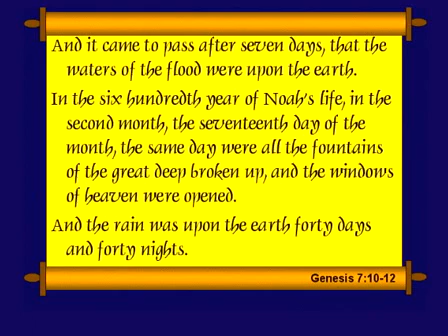 And it came to pass after seven days, that the
waters of the flood were upon the earth.
In the six hundredth year of Noah's life, in the
second month, the seventeenth day of the
month, the same day were all the fountains
of the great deep broken up, and the windows
of heaven were opened.
And the rain was upon the earth forty days
and forty nights.
Genesis 7:10-12